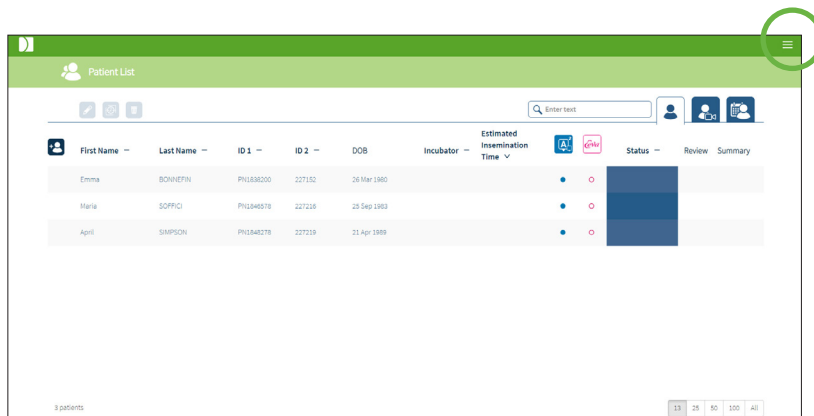 Patient List
Enter text
First Name – Last Name – ID 1 – ID 2 – DOB Incubator – Estimated Insemination Time Status – Review Summary
Emma BONNEFIN PN1838200 227152 26 Mar 1980
Maria SOFFICI PN1846578 227216 25 Sep 1983
April SIMPSON PN1848278 227219 21 Apr 1989
3 patients
13 25 50 100 All